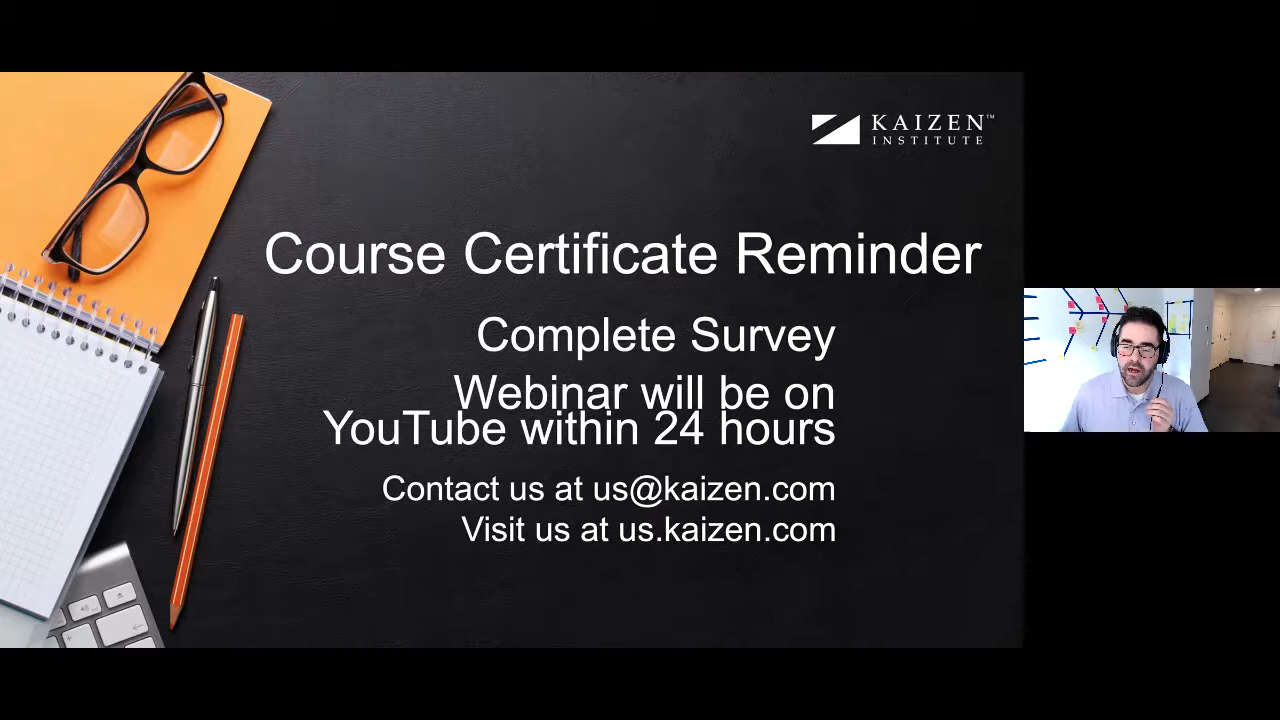 KAIZEN™
INSTITUTE
Course Certificate Reminder
Complete Survey
Webinar will be on
YouTube within 24 hours
Contact us at us@kaizen.com
Visit us at us.kaizen.com